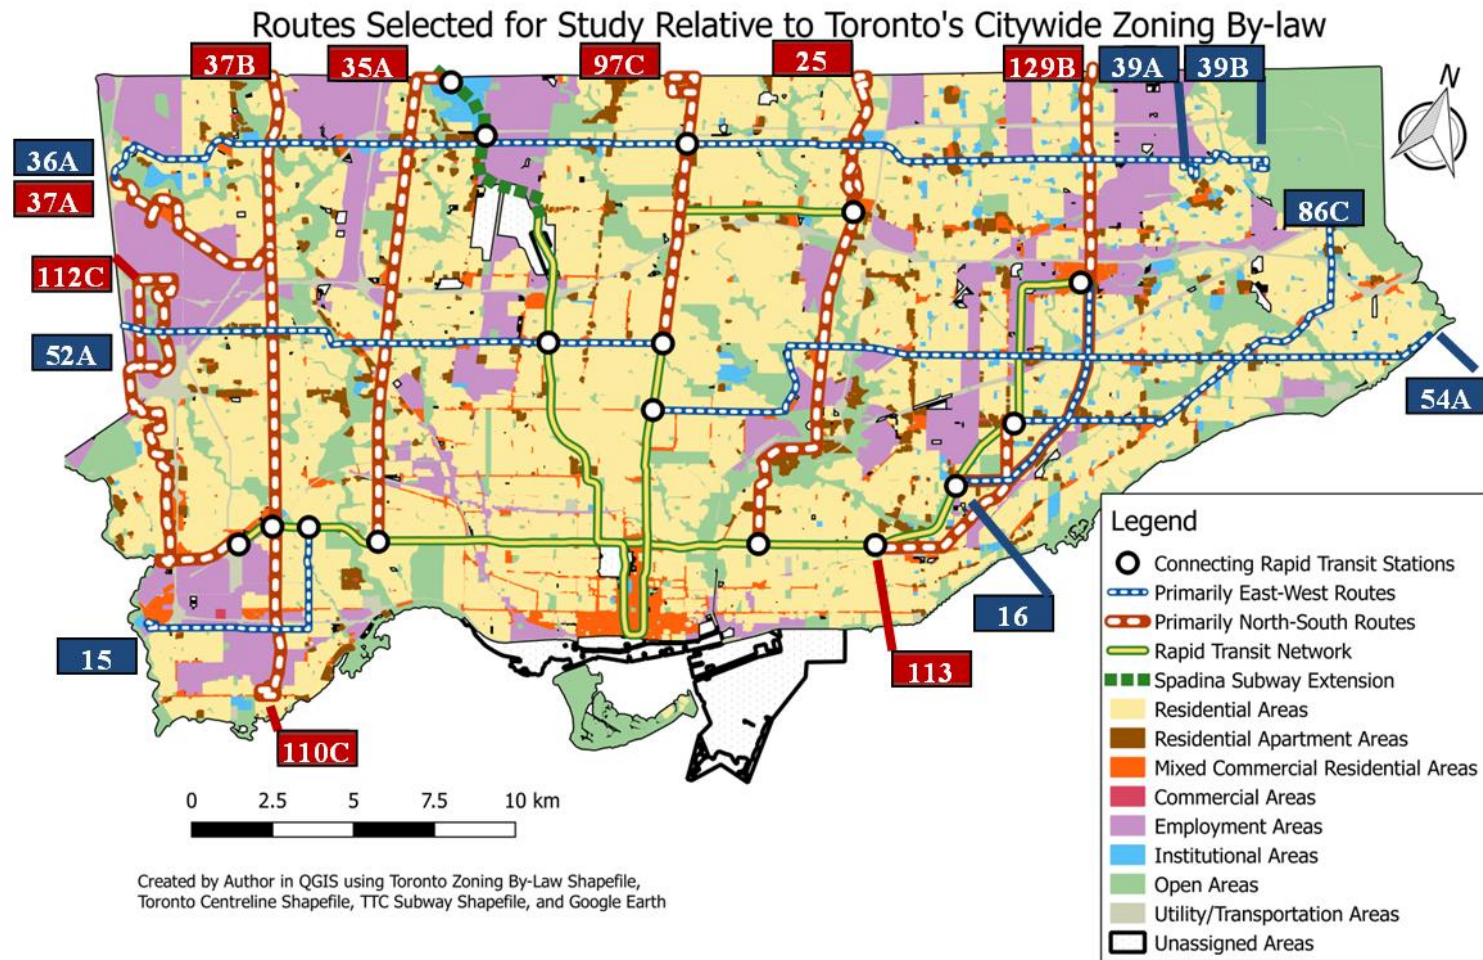 Routes Selected for Study Relative to Toronto's Citywide Zoning By-law
37B
35A
97C
25
129B
39A
39B
N
36A
37A
86C
112C
52A
54A
15
16
113
110C
Legend
Connecting Rapid Transit Stations
Primarily East-West Routes
Primarily North-South Routes
Rapid Transit Network
Spadina Subway Extension
Residential Areas
Residential Apartment Areas
Mixed Commercial Residential Areas
Commercial Areas
Employment Areas
Institutional Areas
Open Areas
Utility/Transportation Areas
Unassigned Areas
0 2.5 5 7.5 10 km
Created by Author in QGIS using Toronto Zoning By-Law Shapefile,
Toronto Centreline Shapefile, TTC Subway Shapefile, and Google Earth